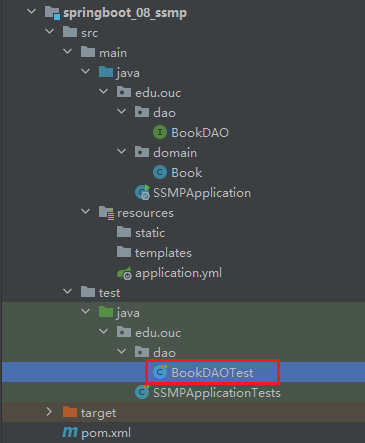 springboot_08_ssmp
src
main
java
edu.ouc
dao
BookDAO
domain
Book
SSMPApplication
resources
static
templates
application.yml
test
java
edu.ouc
dao
BookDAOTest
SSMPApplicationTests
target
pom.xml